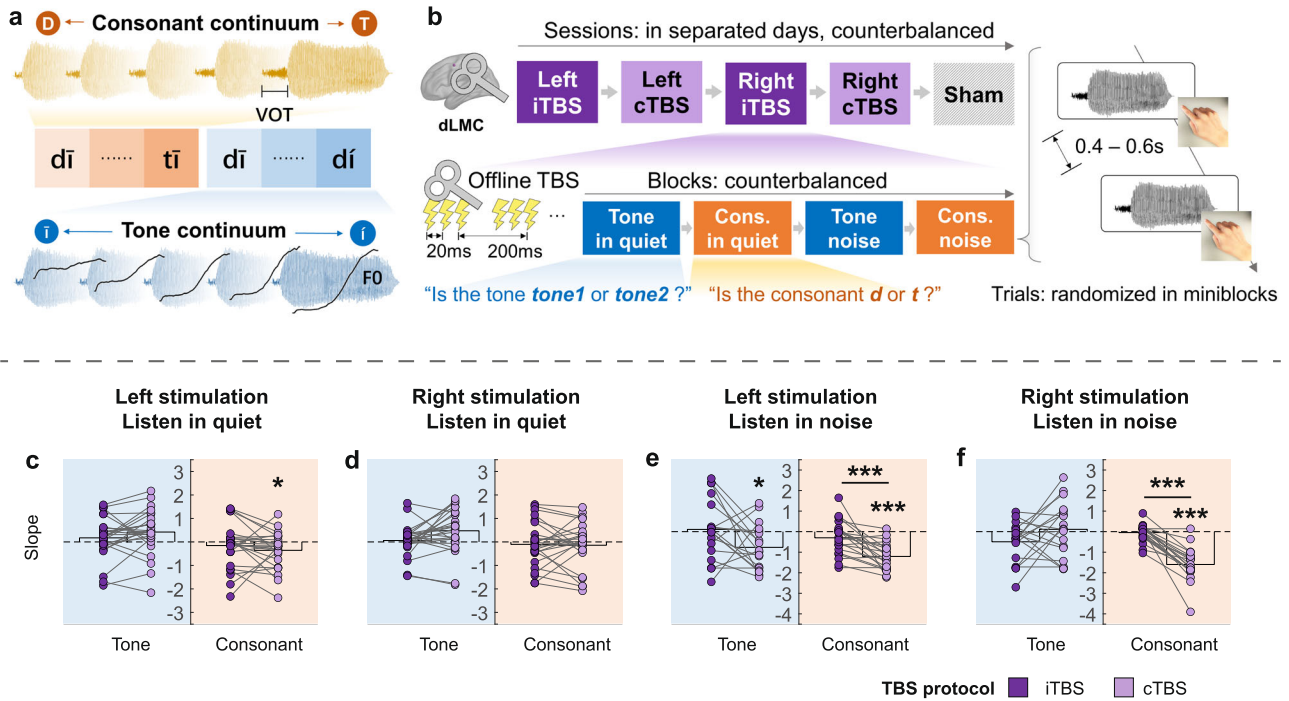 a
D Consonant continuum T
VOT
dī ...... tī dī ...... dí
ī Tone continuum í
F0
b
Sessions: in separated days, counterbalanced
Left iTBS
Left cTBS
Right iTBS
Right cTBS
Sham
dLMC
Offline TBS
Blocks: counterbalanced
...
20ms 200ms
Tone in quiet
Cons. in quiet
Tone noise
Cons. noise
“Is the tone tone1 or tone2 ?” “Is the consonant d or t ?”
0.4 – 0.6s
Trials: randomized in miniblocks
Left stimulation
Listen in quiet
Right stimulation
Listen in quiet
Left stimulation
Listen in noise
Right stimulation
Listen in noise
c
Slope
3
2
1
-1
-2
-3
*
Tone Consonant
d
3
2
1
-1
-2
-3
Tone Consonant
e
3
2
1
-1
-2
-3
-4
*
***
***
Tone Consonant
f
3
2
1
-1
-2
-3
-4
***
***
Tone Consonant
TBS protocol iTBS cTBS